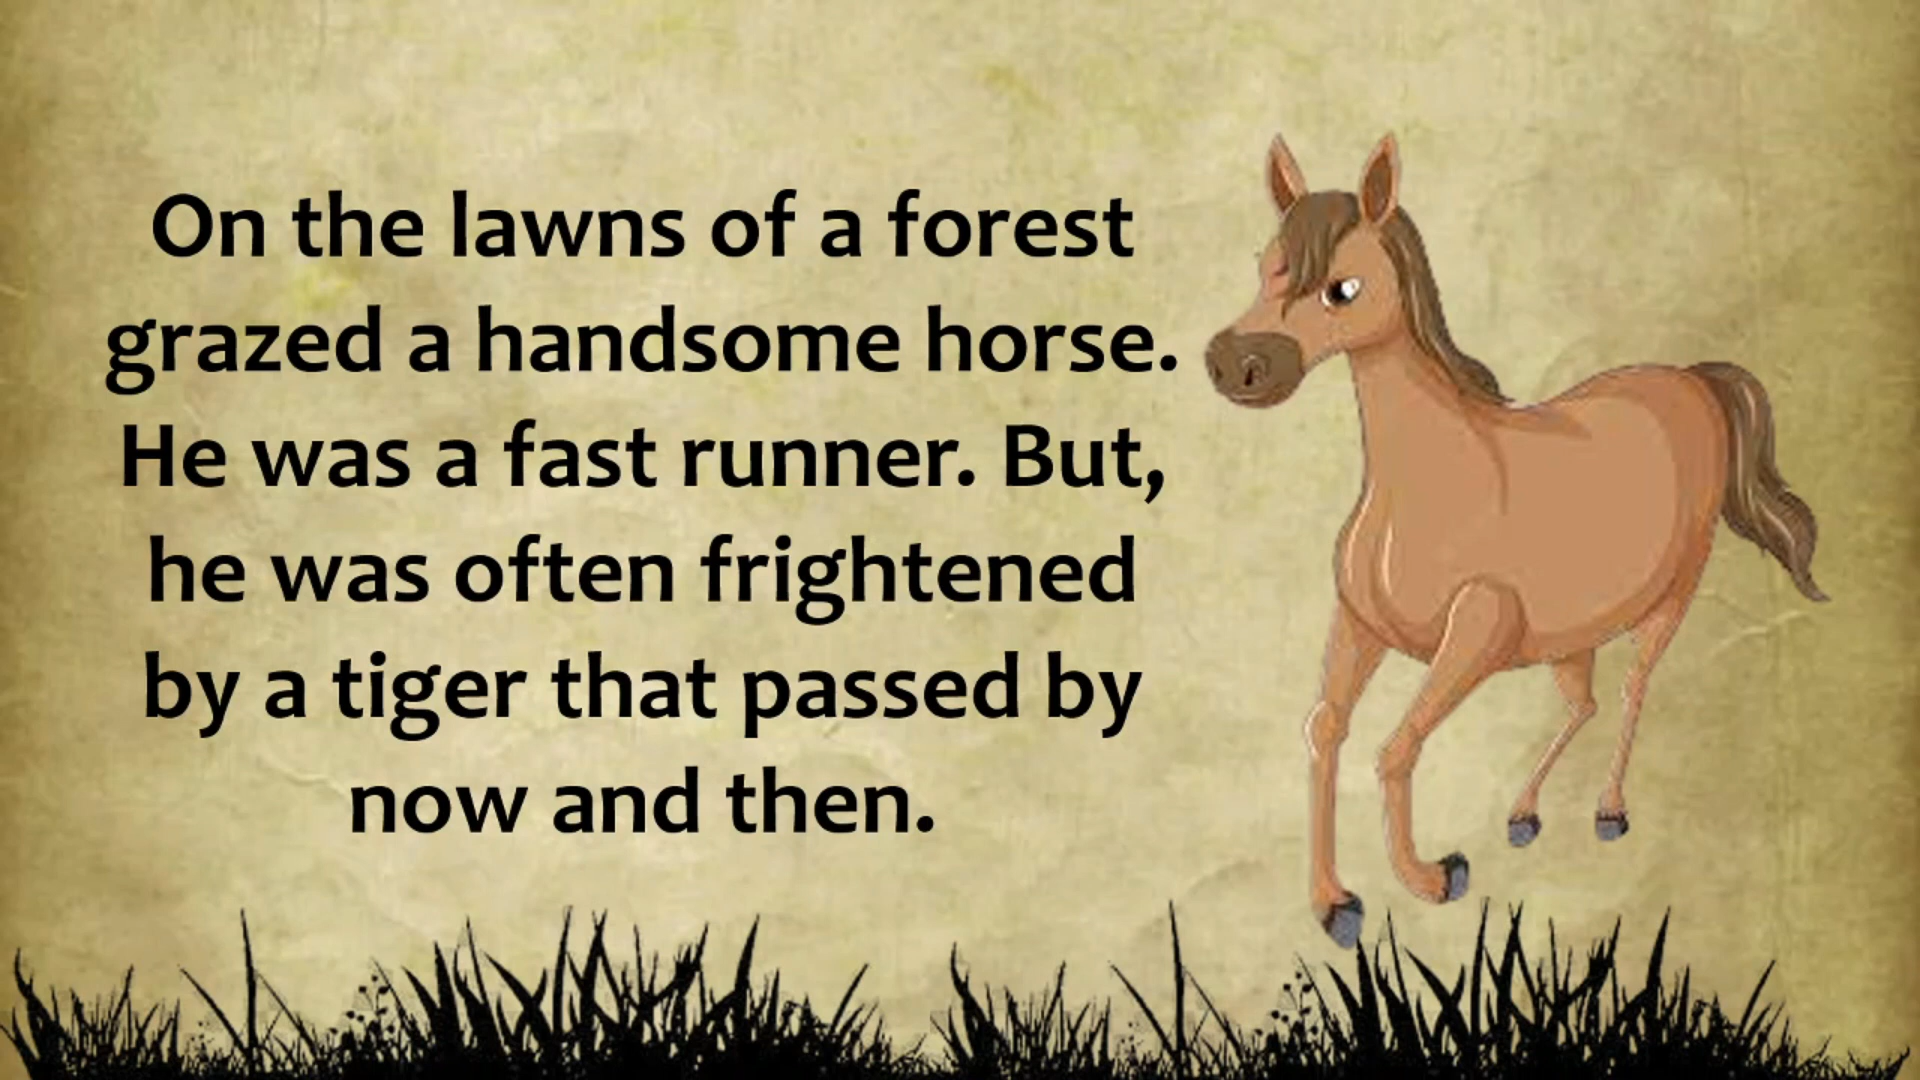 On the lawns of a forest
grazed a handsome horse.
He was a fast runner. But,
he was often frightened
by a tiger that passed by
now and then.